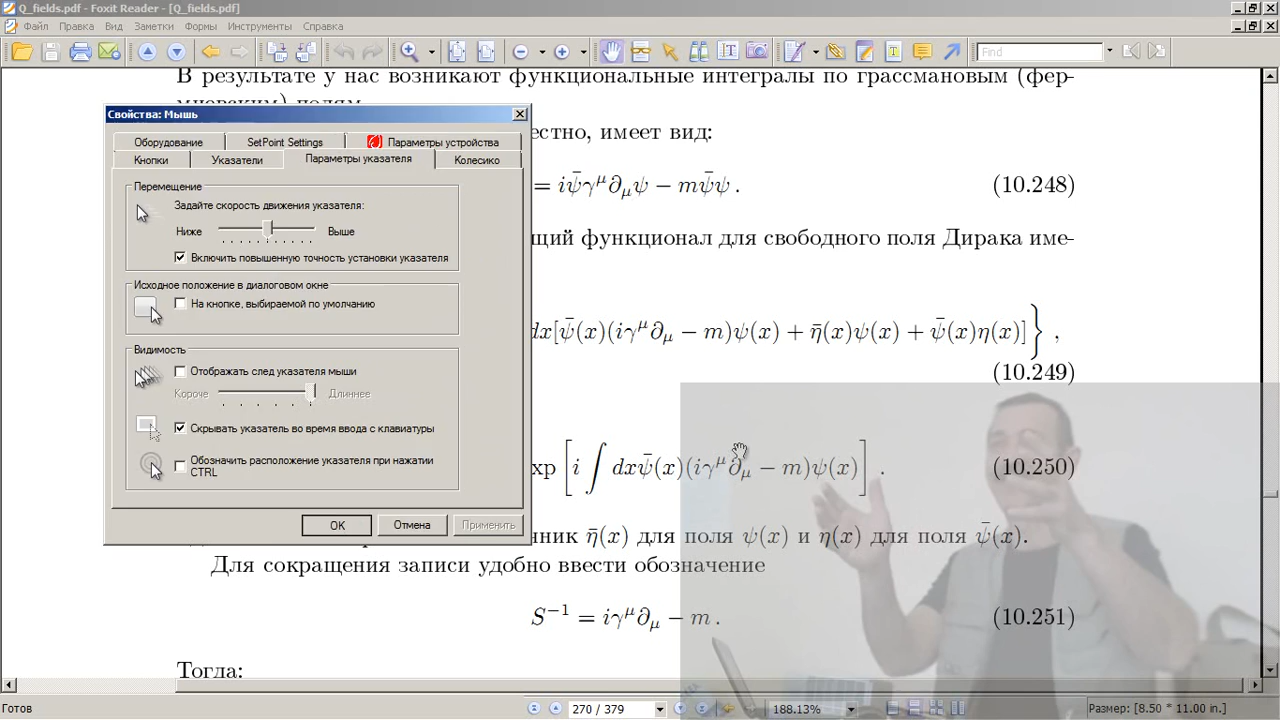 Q_fields.pdf - Foxit Reader - [Q_fields.pdf]
Файл Правка Вид Заметки Формы Инструменты Справка
Find
В результате у нас возникают функциональные интегралы по грассмановым (фер-
мионским) полям
Свойства: Мышь
Оборудование SetPoint Settings Параметры устройства
Кнопки Указатели Параметры указателя Колесико
Перемещение
Задайте скорость движения указателя:
Ниже Выше
Включить повышенную точность установки указателя
Исходное положение в диалоговом окне
На кнопке, выбираемой по умолчанию
Видимость
Отображать след указателя мыши
Короче Длиннее
Скрывать указатель во время ввода с клавиатуры
Обозначить расположение указателя при нажатии
CTRL
OK Отмена Применить
естно, имеет вид:
= iψ̄γ^μ∂_μψ − mψ̄ψ . (10.248)
щий функционал для свободного поля Дирака име-
dx[ψ̄(x)(iγ^μ∂_μ − m)ψ(x) + η̄(x)ψ(x) + ψ̄(x)η(x)] } ,
(10.249)
xp [ i ∫ dxψ̄(x)(iγ^μ∂_μ − m)ψ(x) ] . (10.250)
нник η̄(x) для поля ψ(x) и η(x) для поля ψ̄(x).
Для сокращения записи удобно ввести обозначение
S^{−1} = iγ^μ∂_μ − m . (10.251)
Тогда:
Готов 270 / 379 188.13% Размер: [8.50 * 11.00 in.]